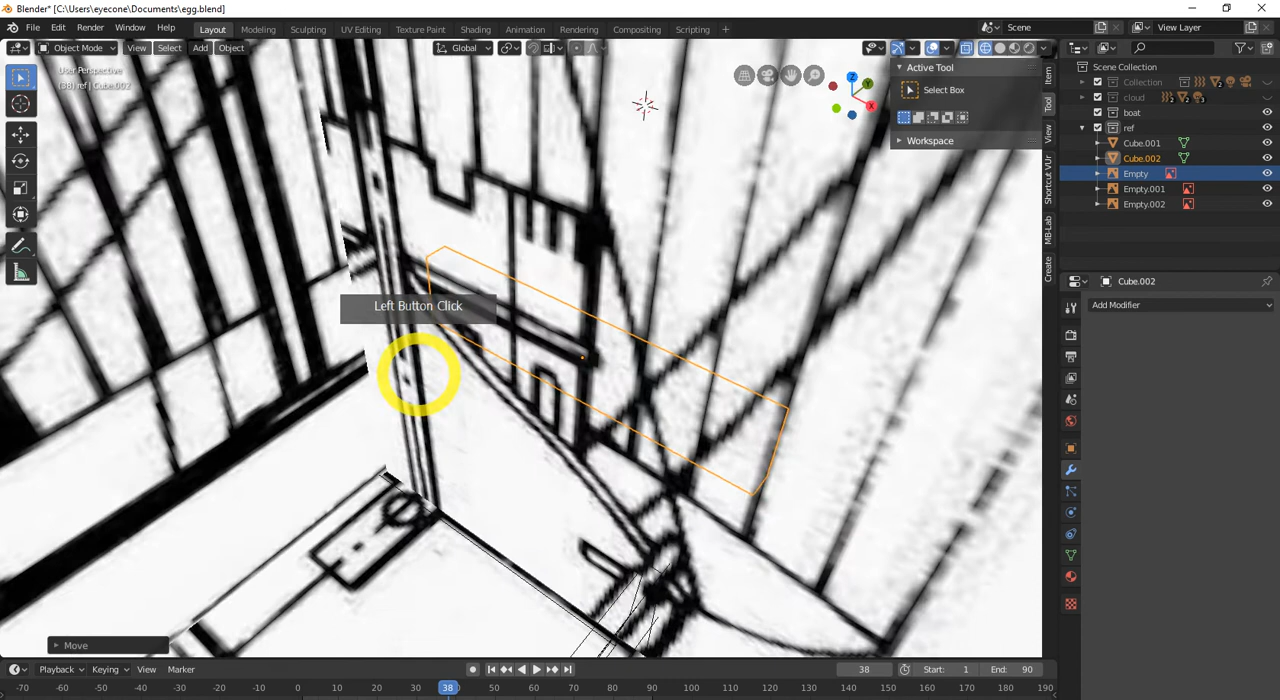 Blender* [C:\Users\eyecone\Documents\egg.blend]
File Edit Render Window Help
Layout Modeling Sculpting UV Editing Texture Paint Shading Animation Rendering Compositing Scripting +
Scene
View Layer
Object Mode View Select Add Object
Global
User Perspective
(38) ref | Cube.002
Z
Y
X
Active Tool
Select Box
Workspace
Item
Tool
View
Shortcut VUr
MB-Lab
Create
Left Button Click
Move
Scene Collection
Collection
cloud
boat
ref
Cube.001
Cube.002
Empty
Empty.001
Empty.002
Cube.002
Add Modifier
Playback Keying View Marker
38 Start: 1 End: 90
-70 -60 -50 -40 -30 -20 -10 0 10 20 30 38 50 60 70 80 90 100 110 120 130 140 150 160 170 180 190